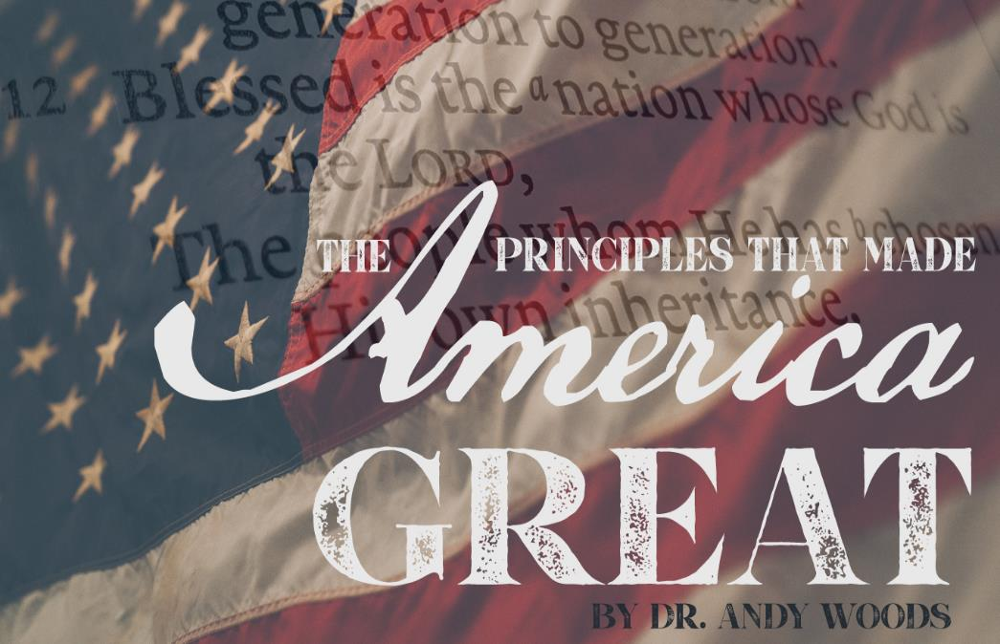 generation to generation.
12 Blessed is the a nation whose God is
the LORD,
The people whom He has b chosen
His own inheritance.
THE PRINCIPLES THAT MADE
America
GREAT
BY DR. ANDY WOODS